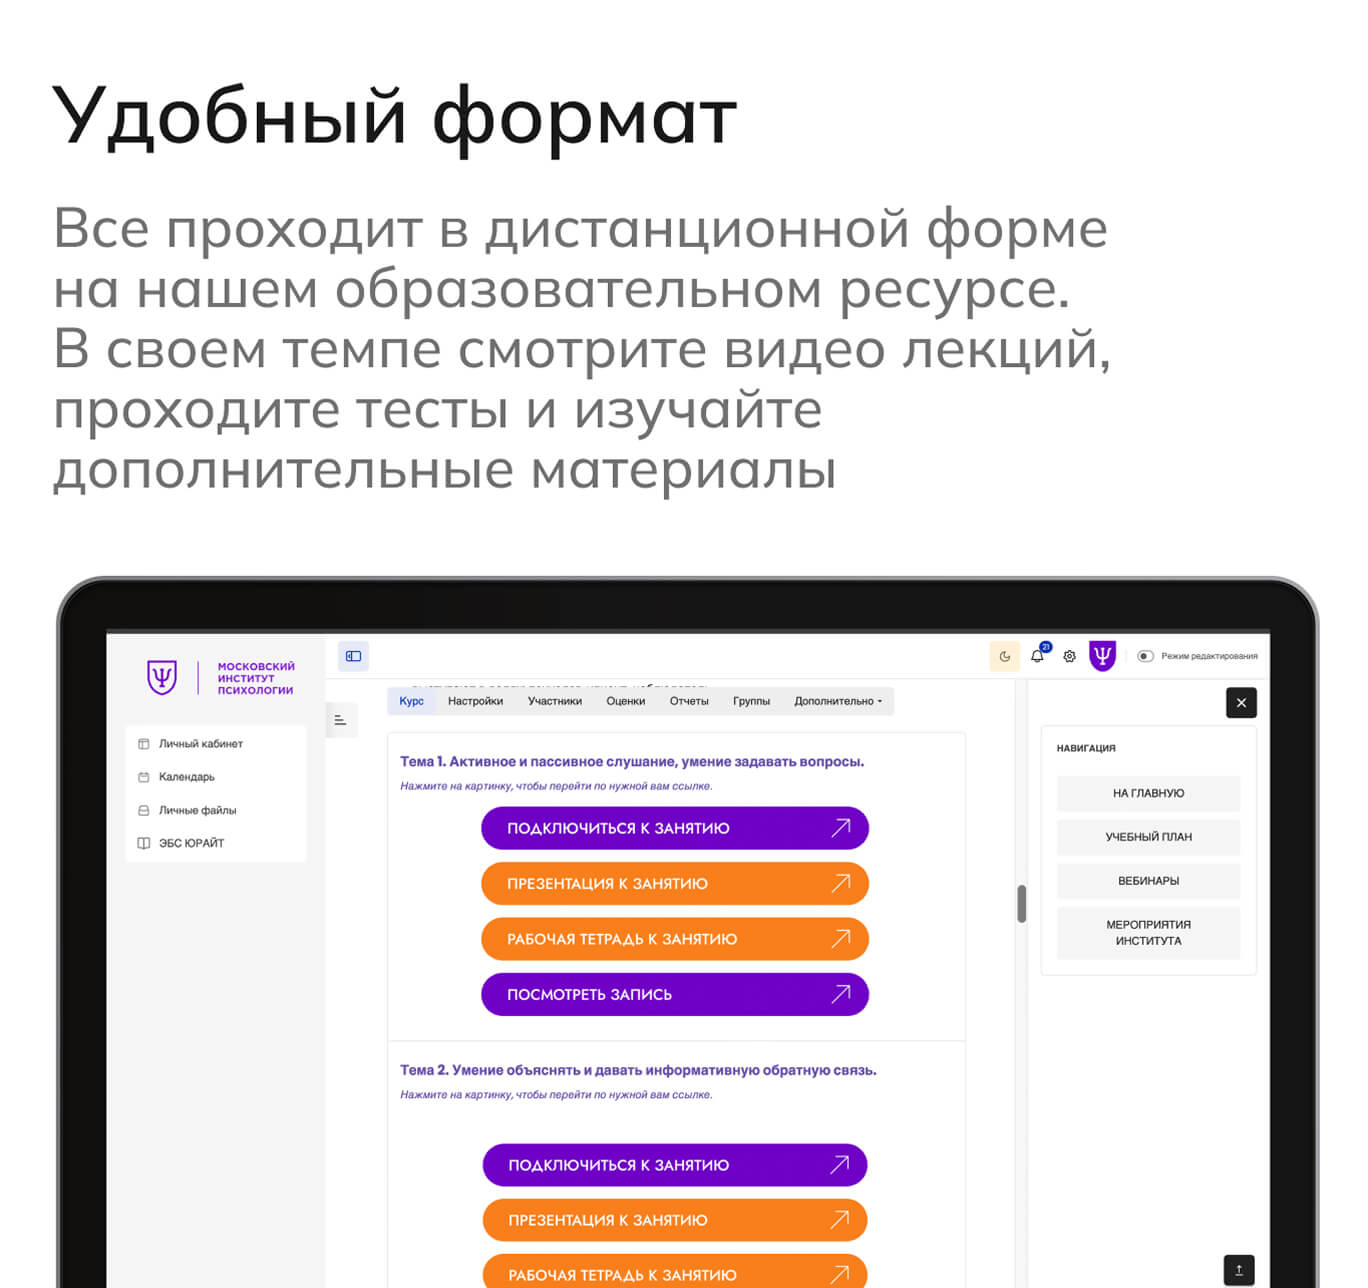 Удобный формат
Все проходит в дистанционной форме
на нашем образовательном ресурсе.
В своем темпе смотрите видео лекций,
проходите тесты и изучайте
дополнительные материалы
МОСКОВСКИЙ
ИНСТИТУТ
ПСИХОЛОГИИ
Личный кабинет
Календарь
Личные файлы
ЭБС ЮРАЙТ
21
Режим редактирования
Курс Настройки Участники Оценки Отчеты Группы Дополнительно
Тема 1. Активное и пассивное слушание, умение задавать вопросы.
Нажмите на картинку, чтобы перейти по нужной вам ссылке.
ПОДКЛЮЧИТЬСЯ К ЗАНЯТИЮ
ПРЕЗЕНТАЦИЯ К ЗАНЯТИЮ
РАБОЧАЯ ТЕТРАДЬ К ЗАНЯТИЮ
ПОСМОТРЕТЬ ЗАПИСЬ
Тема 2. Умение объяснять и давать информативную обратную связь.
Нажмите на картинку, чтобы перейти по нужной вам ссылке.
ПОДКЛЮЧИТЬСЯ К ЗАНЯТИЮ
ПРЕЗЕНТАЦИЯ К ЗАНЯТИЮ
РАБОЧАЯ ТЕТРАДЬ К ЗАНЯТИЮ
НАВИГАЦИЯ
НА ГЛАВНУЮ
УЧЕБНЫЙ ПЛАН
ВЕБИНАРЫ
МЕРОПРИЯТИЯ
ИНСТИТУТА